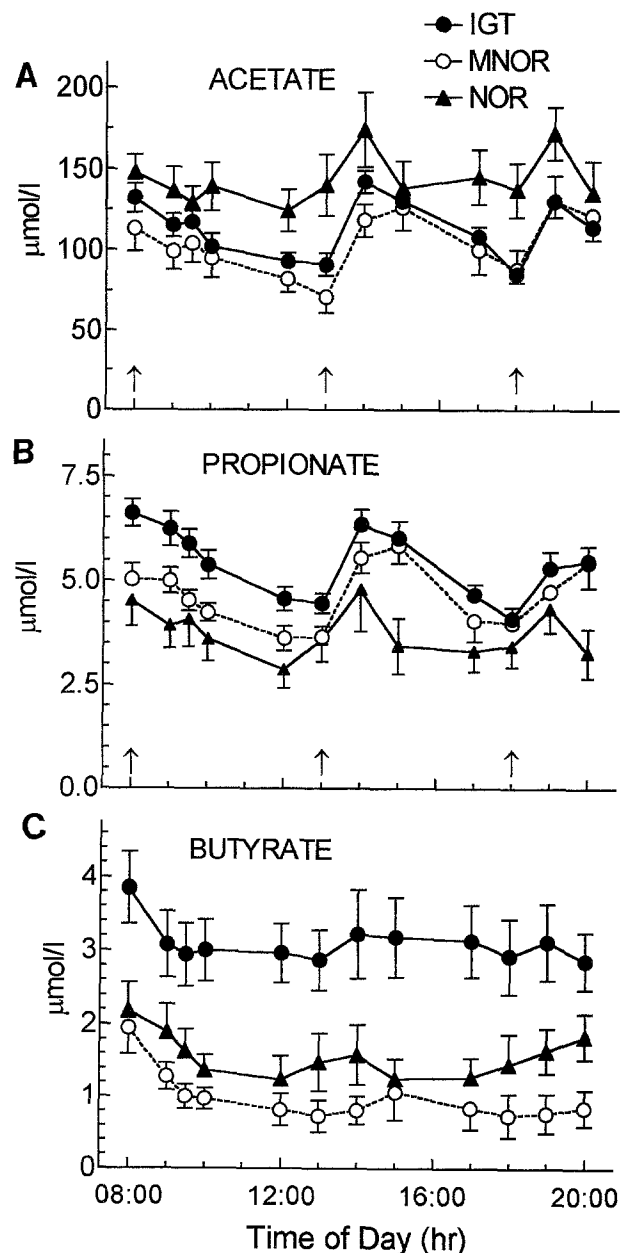 IGT
MNOR
NOR
A
ACETATE
200
150
100
50
0
μmol/l
B
PROPIONATE
7.5
5.0
2.5
0.0
μmol/l
C
BUTYRATE
4
3
2
1
0
μmol/l
08:00 12:00 16:00 20:00
Time of Day (hr)